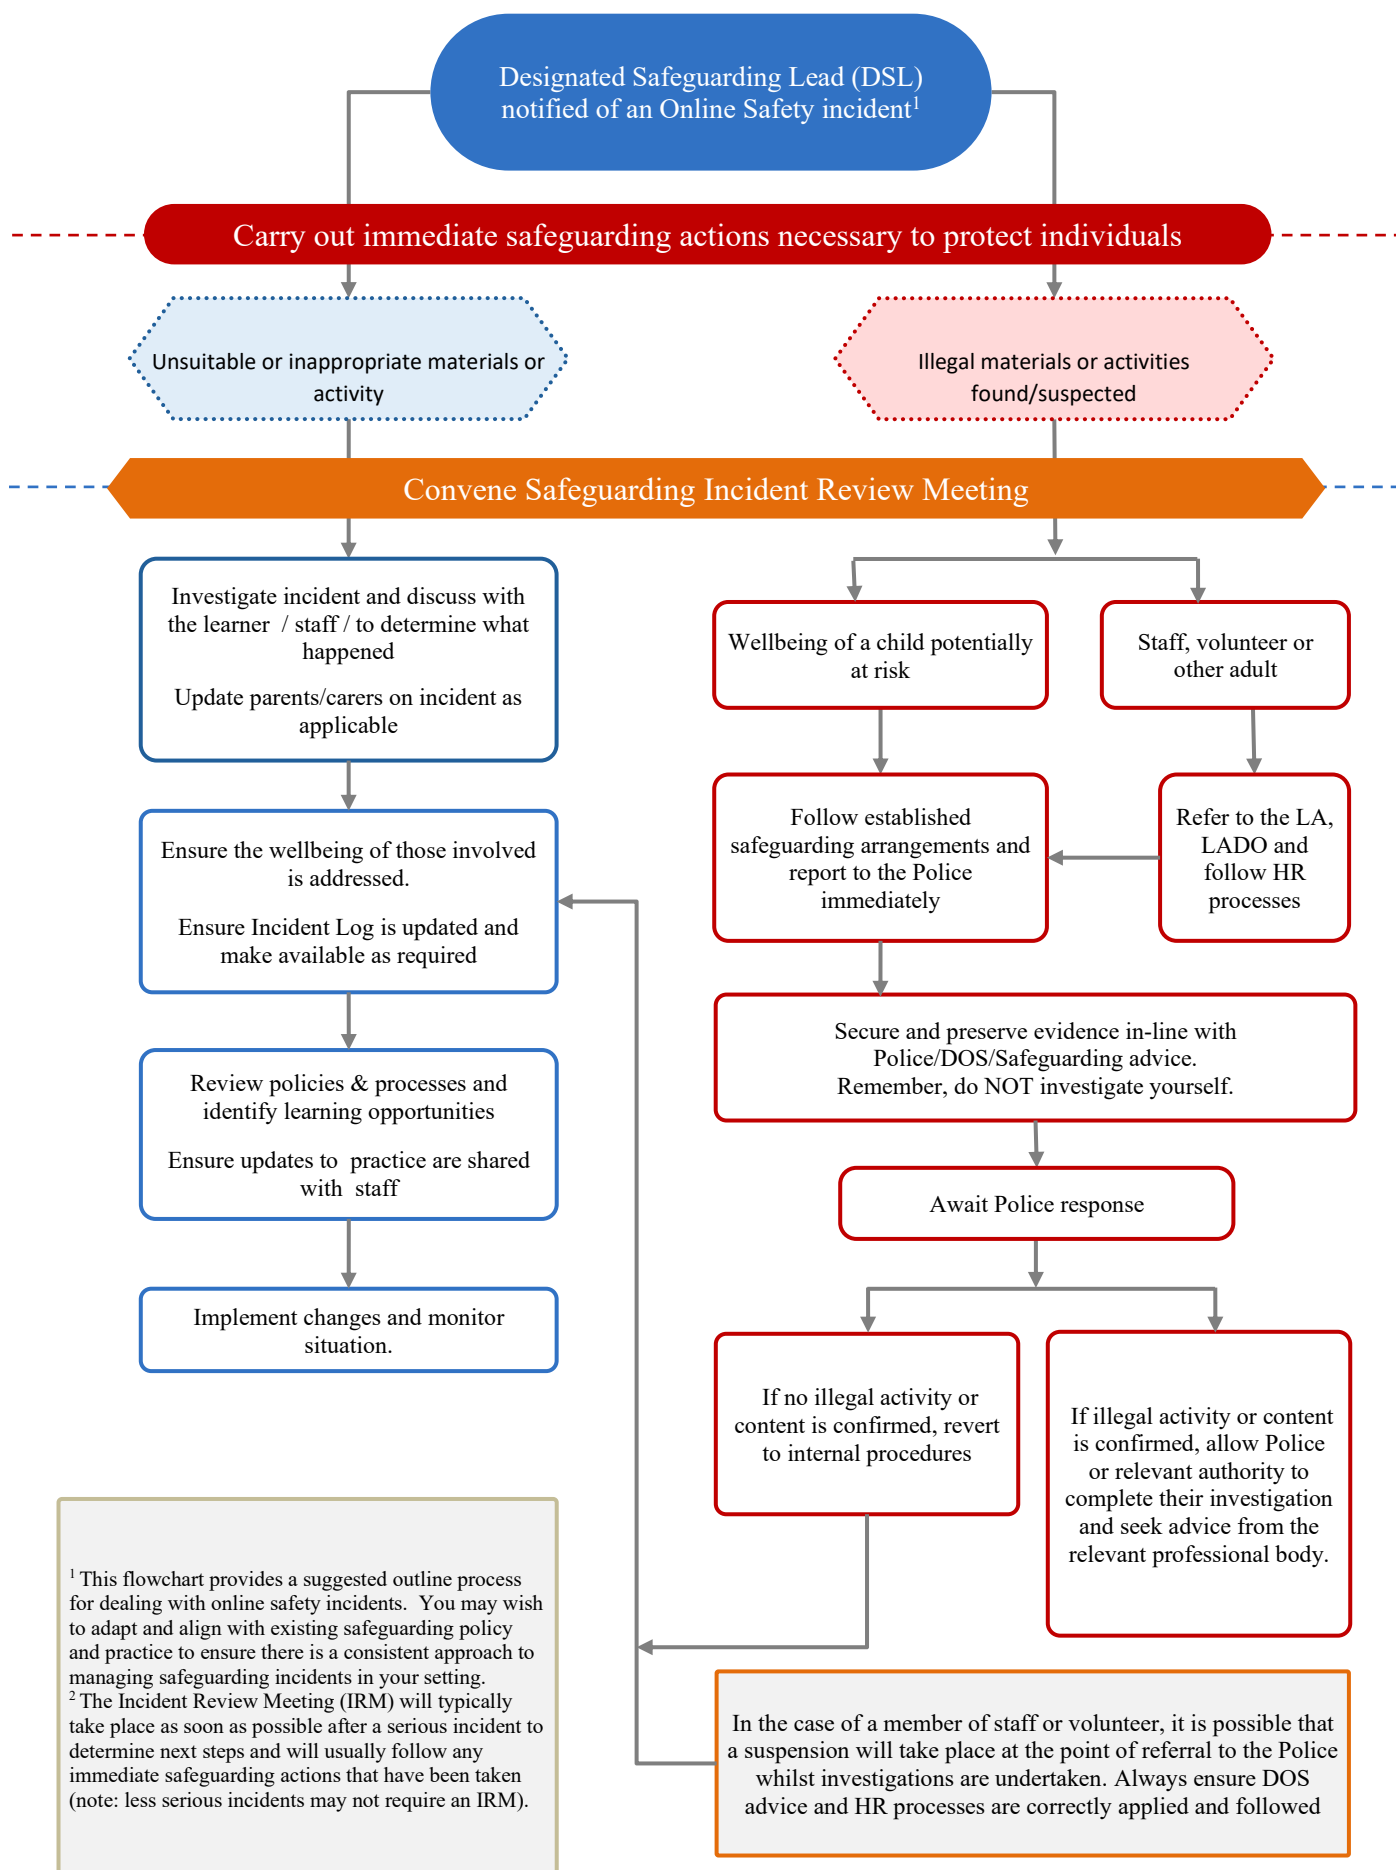 Designated Safeguarding Lead (DSL)
notified of an Online Safety incident1
Carry out immediate safeguarding actions necessary to protect individuals
Unsuitable or inappropriate materials or
activity
Illegal materials or activities
found/suspected
Convene Safeguarding Incident Review Meeting
Investigate incident and discuss with
the learner / staff / to determine what
happened
Update parents/carers on incident as
applicable
Ensure the wellbeing of those involved
is addressed.
Ensure Incident Log is updated and
make available as required
Review policies & processes and
identify learning opportunities
Ensure updates to practice are shared
with staff
Implement changes and monitor
situation.
Wellbeing of a child potentially
at risk
Staff, volunteer or
other adult
Follow established
safeguarding arrangements and
report to the Police
immediately
Refer to the LA,
LADO and
follow HR
processes
Secure and preserve evidence in-line with
Police/DOS/Safeguarding advice.
Remember, do NOT investigate yourself.
Await Police response
If no illegal activity or
content is confirmed, revert
to internal procedures
If illegal activity or content
is confirmed, allow Police
or relevant authority to
complete their investigation
and seek advice from the
relevant professional body.
1 This flowchart provides a suggested outline process
for dealing with online safety incidents. You may wish
to adapt and align with existing safeguarding policy
and practice to ensure there is a consistent approach to
managing safeguarding incidents in your setting.
2 The Incident Review Meeting (IRM) will typically
take place as soon as possible after a serious incident to
determine next steps and will usually follow any
immediate safeguarding actions that have been taken
(note: less serious incidents may not require an IRM).
In the case of a member of staff or volunteer, it is possible that
a suspension will take place at the point of referral to the Police
whilst investigations are undertaken. Always ensure DOS
advice and HR processes are correctly applied and followed